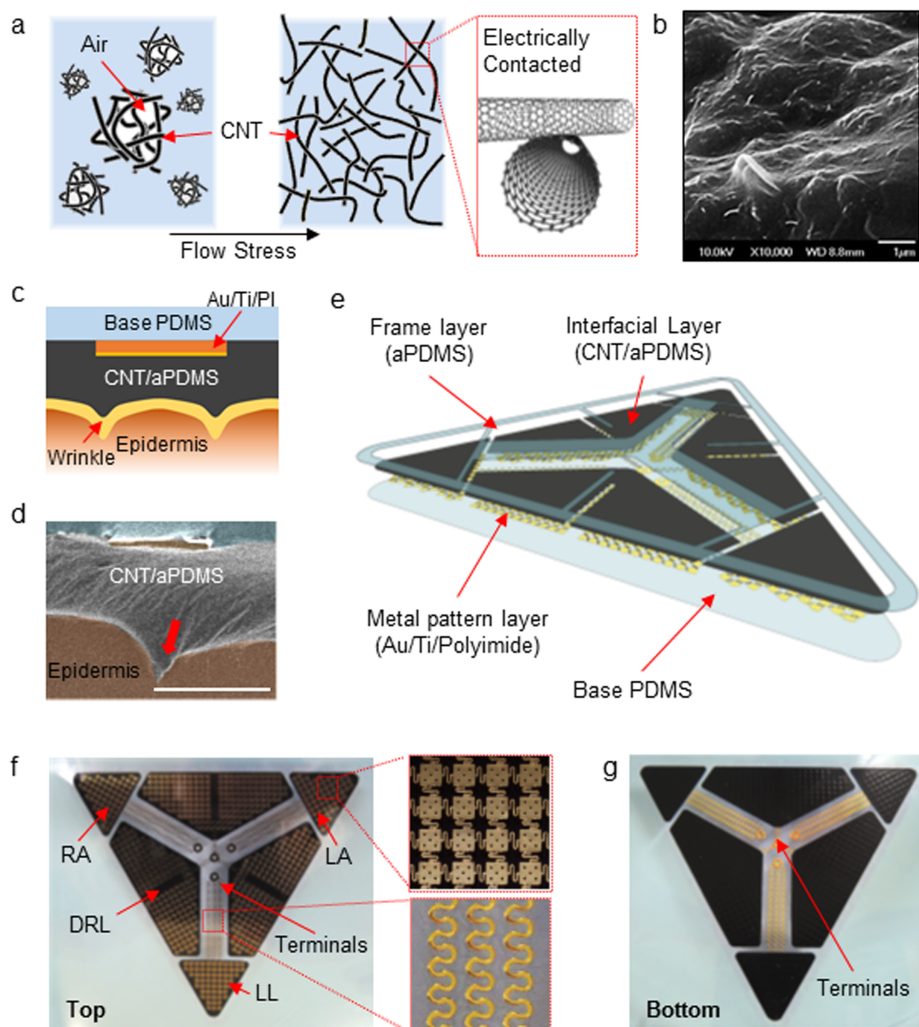 a
Air
CNT
Flow Stress
Electrically
Contacted
b
10.0kV X10,000 WD 8.8mm 1µm
c
Au/Ti/PI
Base PDMS
CNT/aPDMS
Wrinkle
Epidermis
d
CNT/aPDMS
Epidermis
e
Frame layer
(aPDMS)
Interfacial Layer
(CNT/aPDMS)
Metal pattern layer
(Au/Ti/Polyimide)
Base PDMS
f
RA
LA
DRL
Terminals
LL
Top
g
Terminals
Bottom